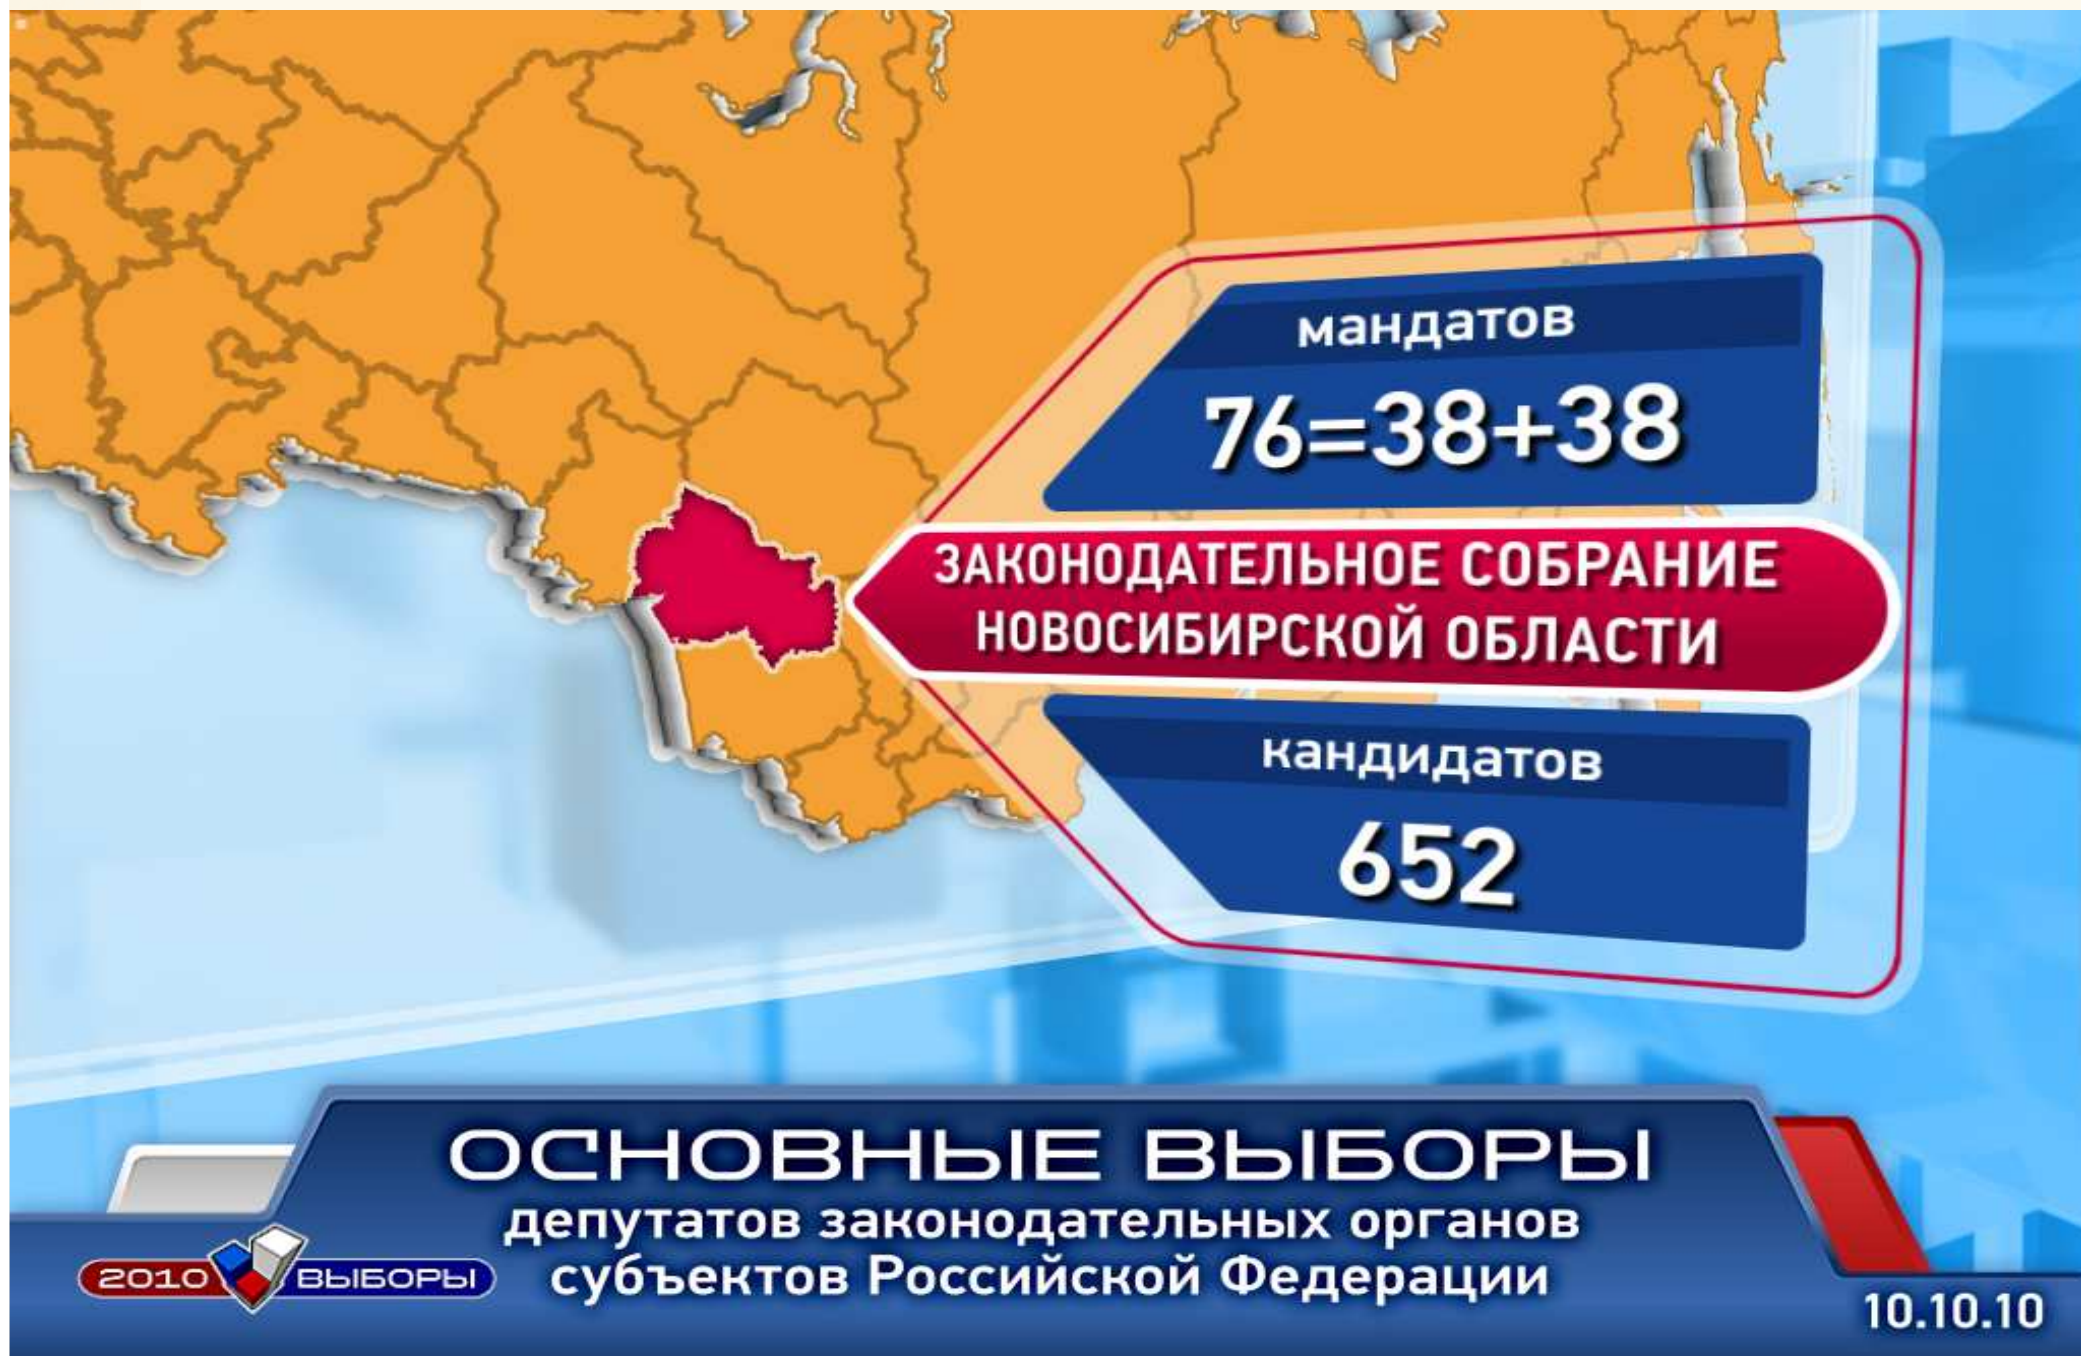 мандатов
76=38+38
ЗАКОНОДАТЕЛЬНОЕ СОБРАНИЕ
НОВОСИБИРСКОЙ ОБЛАСТИ
кандидатов
652
ОСНОВНЫЕ ВЫБОРЫ
депутатов законодательных органов
субъектов Российской Федерации
2010 ВЫБОРЫ
10.10.10